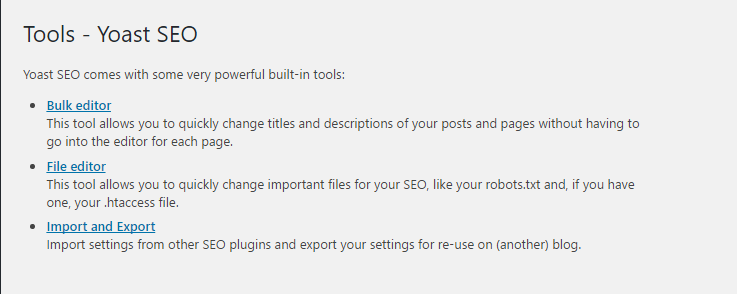 Tools - Yoast SEO
Yoast SEO comes with some very powerful built-in tools:
Bulk editor
This tool allows you to quickly change titles and descriptions of your posts and pages without having to
go into the editor for each page.
File editor
This tool allows you to quickly change important files for your SEO, like your robots.txt and, if you have
one, your .htaccess file.
Import and Export
Import settings from other SEO plugins and export your settings for re-use on (another) blog.